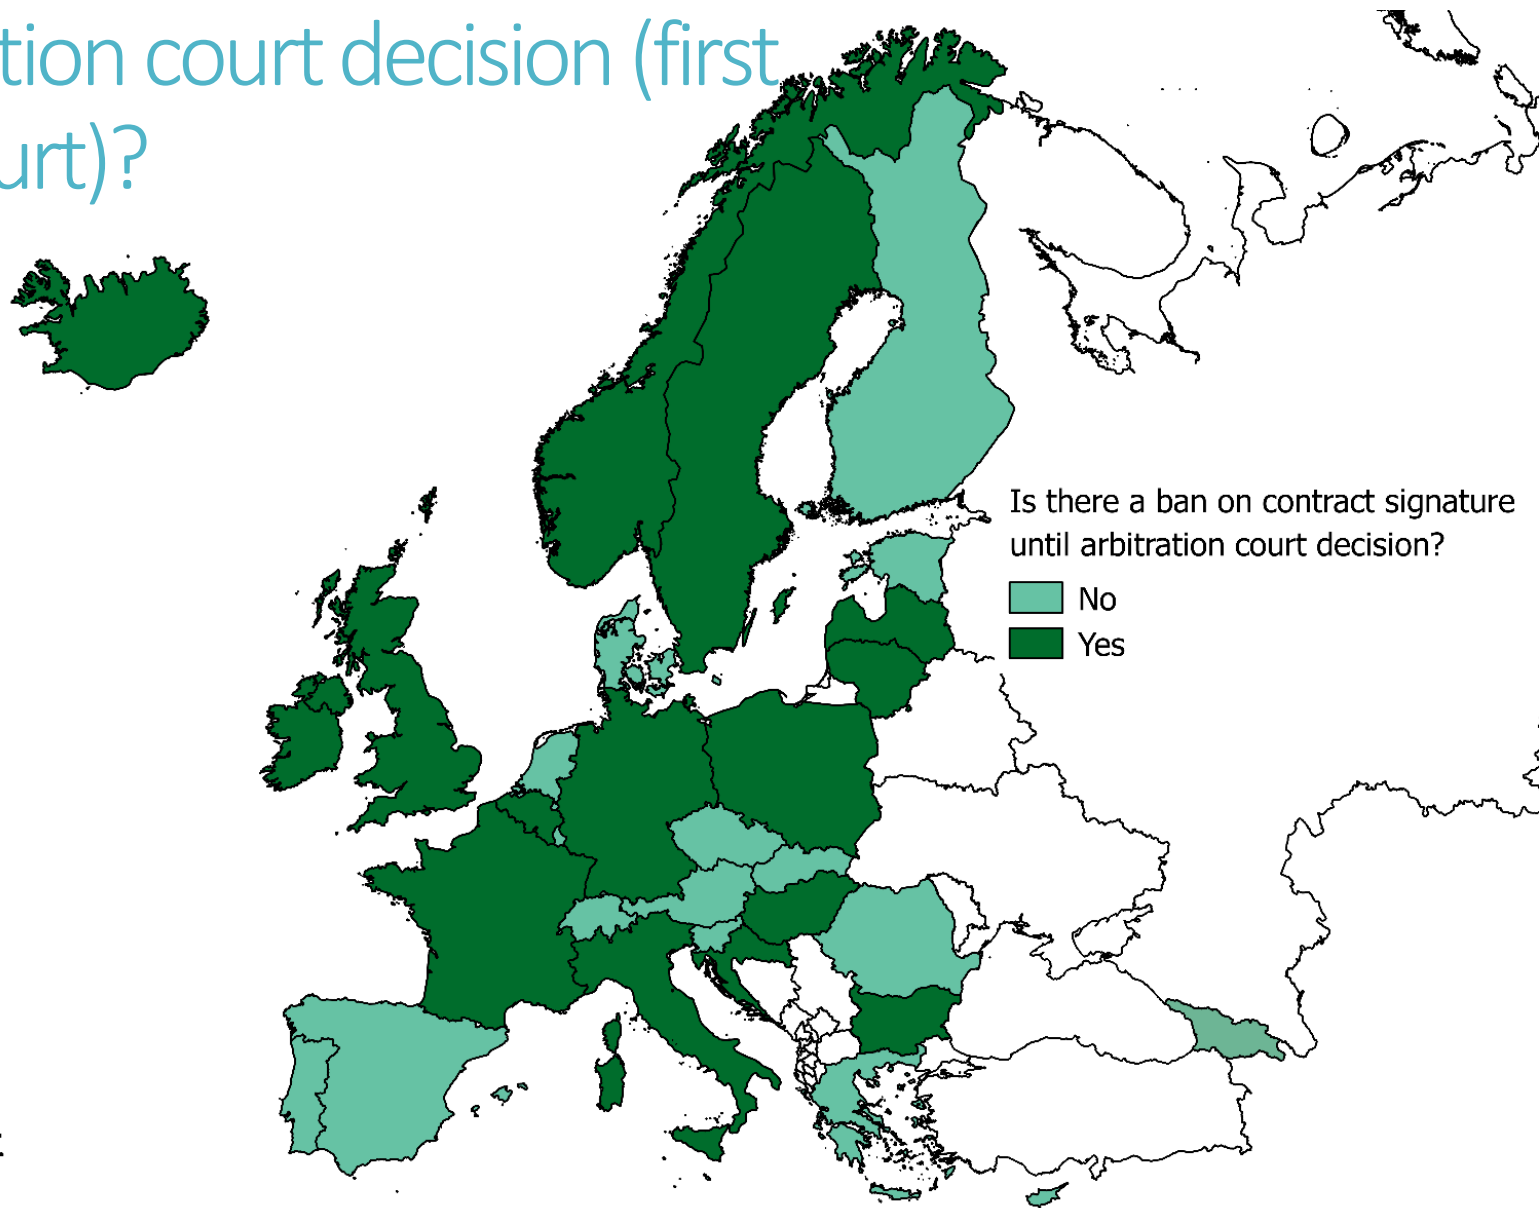 tion court decision (first
urt)?
Is there a ban on contract signature
until arbitration court decision?
No
Yes